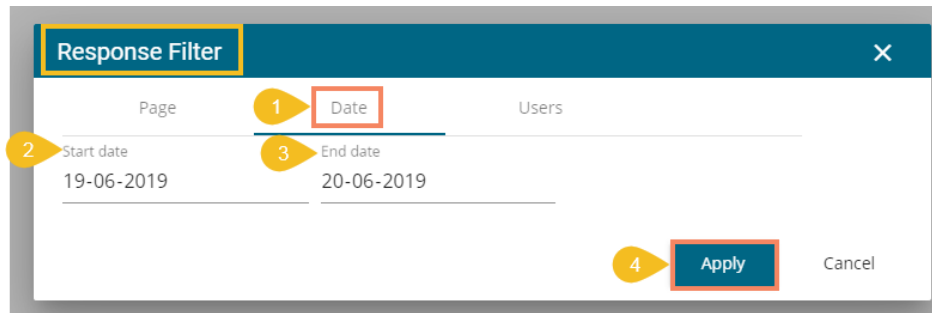 Response Filter ×
Page 1 Date Users
2 Start date 3 End date
19-06-2019 20-06-2019
4 Apply Cancel